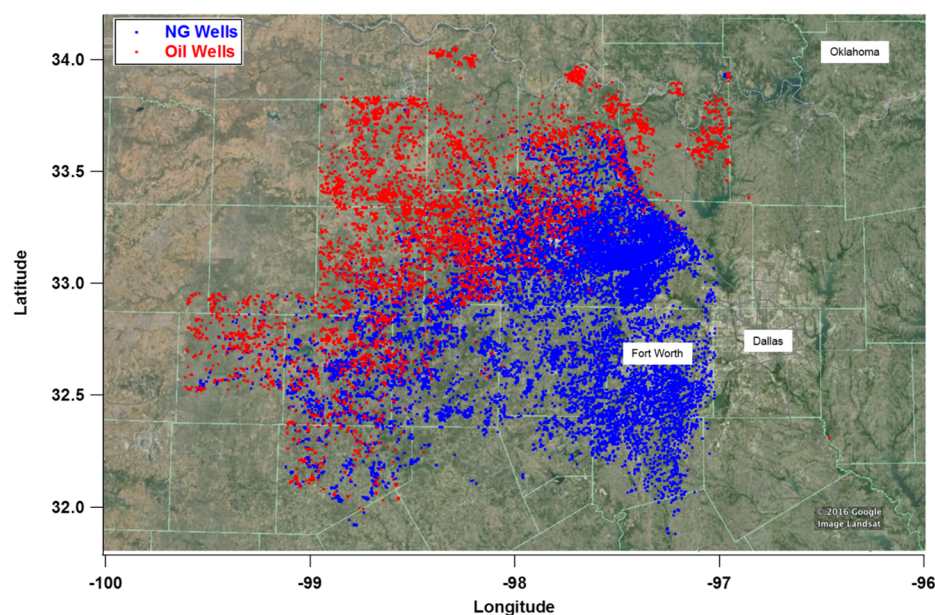 NG Wells
Oil Wells
Oklahoma
34.0
33.5
33.0
32.5
32.0
Latitude
Dallas
Fort Worth
© 2016 Google
Image Landsat
-100
-99
-98
-97
-96
Longitude